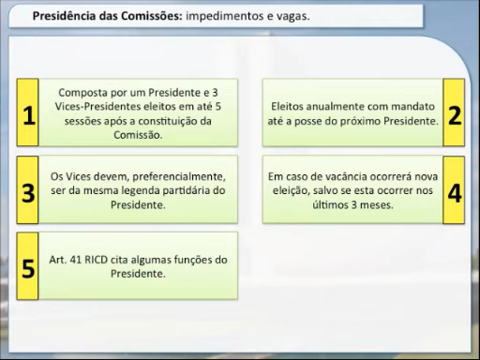 Presidência das Comissões: impedimentos e vagas.
1
Composta por um Presidente e 3
Vices-Presidentes eleitos em até 5
sessões após a constituição da
Comissão.
Eleitos anualmente com mandato
até a posse do próximo Presidente.
2
3
Os Vices devem, preferencialmente,
ser da mesma legenda partidária do
Presidente.
Em caso de vacância ocorrerá nova
eleição, salvo se esta ocorrer nos
últimos 3 meses.
4
5
Art. 41 RICD cita algumas funções do
Presidente.